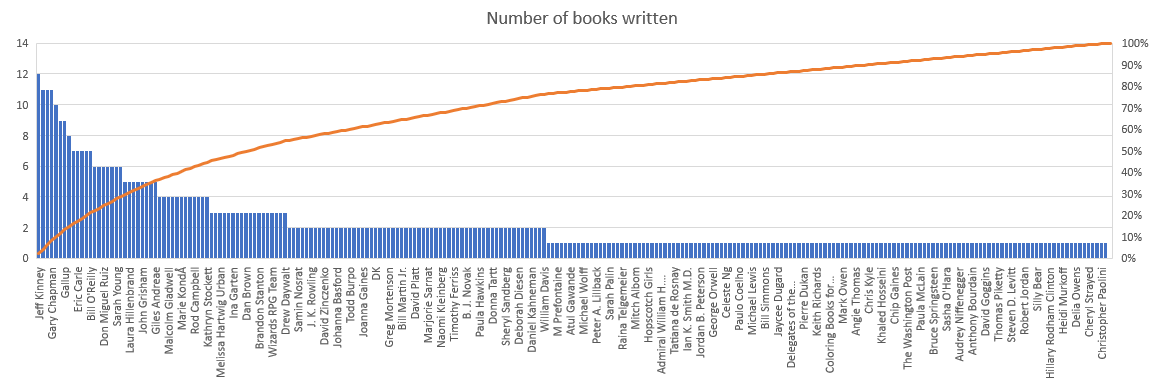 Number of books written
14
12
10
8
6
4
2
0
100%
90%
80%
70%
60%
50%
40%
30%
20%
10%
0%
Jeff Kinney
Gary Chapman
Gallup
Eric Carle
Bill O'Reilly
Don Miguel Ruiz
Sarah Young
Laura Hillenbrand
John Grisham
Giles Andreae
Malcolm Gladwell
Marie KondÅ
Rod Campbell
Kathryn Stockett
Melissa Hartwig Urban
Ina Garten
Dan Brown
Brandon Stanton
Wizards RPG Team
Drew Daywalt
Samin Nosrat
J. K. Rowling
David Zinczenko
Johanna Basford
Todd Burpo
Joanna Gaines
DK
Greg Mortenson
Bill Martin Jr.
David Platt
Marjorie Sarnat
Naomi Kleinberg
Timothy Ferriss
B. J. Novak
Paula Hawkins
Donna Tartt
Sheryl Sandberg
Deborah Diesen
Daniel Kahneman
William Davis
M Prefontaine
Atul Gawande
Michael Wolff
Peter A. Lillback
Sarah Palin
Raina Telgemeier
Mitch Albom
Hopscotch Girls
Admiral William H...
Tatiana de Rosnay
Ian K. Smith M.D.
Jordan B. Peterson
George Orwell
Celeste Ng
Paulo Coelho
Michael Lewis
Bill Simmons
Jaycee Dugard
Delegates of the...
Pierre Dukan
Keith Richards
Coloring Books for...
Mark Owen
Angie Thomas
Chris Kyle
Khaled Hosseini
Chip Gaines
The Washington Post
Paula McLain
Bruce Springsteen
Sasha O'Hara
Audrey Niffenegger
Anthony Bourdain
David Goggins
Thomas Piketty
Steven D. Levitt
Robert Jordan
Silly Bear
Hillary Rodham Clinton
Heidi Murkoff
Delia Owens
Cheryl Strayed
Christopher Paolini